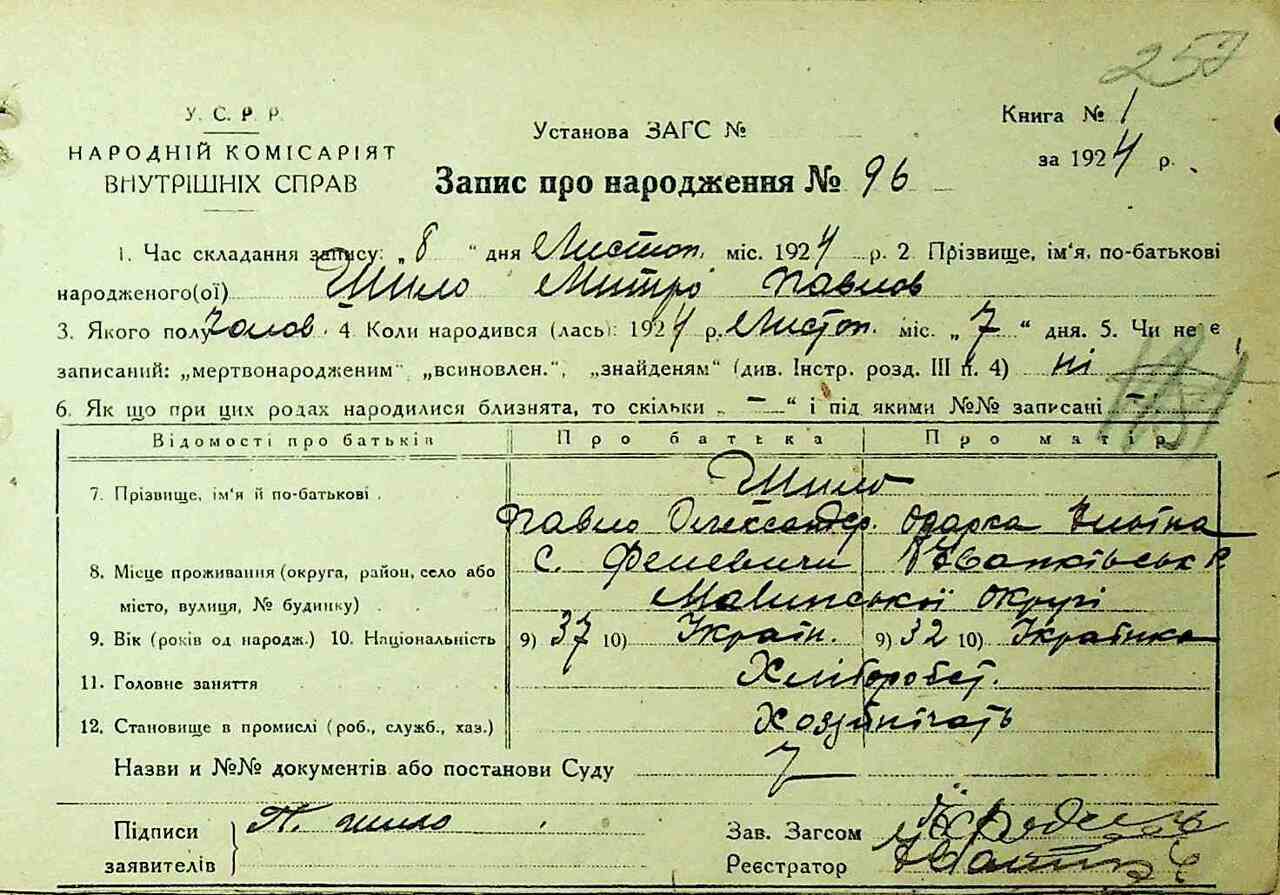 257
У. С. Р. Р.
НАРОДНІЙ КОМІСАРІЯТ
ВНУТРІШНІХ СПРАВ
Установа ЗАГС №
Книга № 1
за 1924 р.
Запис про народження № 96
1. Час складання запису: „8“ дня Листоп. міс. 1924 р. 2 Прізвище, ім'я, по-батькові
народженого(ої) Шило Митро Павлов
3. Якого полу Чолов. 4. Коли народився (лась): 1924 р. Листоп. міс. „7“ дня. 5. Чи не є
записаний: „мертвонародженим“ „всиновлен.“, „знайденям“ (див. Інстр. розд. III п. 4) ні
6. Як що при цих родах народилися близнята, то скільки „ — “ і під якими №№ записані —
Відомості про батьків Про батька Про матір
7. Прізвище, ім'я й по-батькові Шило
Павло Олександр. Одарка
8. Місце проживання (округа, район, село або С. Феневичи Іванківськ Р.
місто, вулиця, № будинку) Малинської округі
9. Вік (років од народж.) 10. Національність 9) 37 10) Україн. 9) 32 10) Українка
11. Головне заняття Хліборобст.
12. Становище в промислі (роб., служб., хаз.)
Назви и №№ документів або постанови Суду
Підписи П. Шило
заявителів
Зав. Загсом
Реєстратор